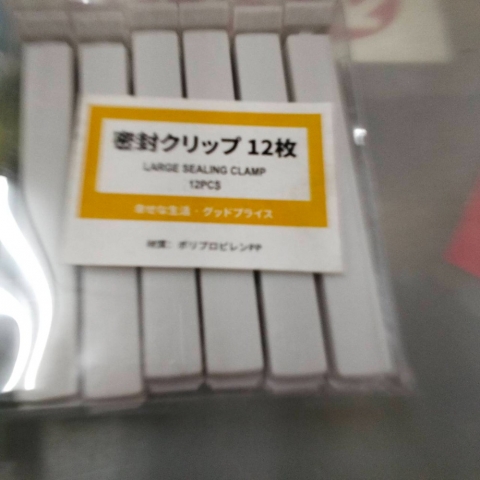 密封クリップ 12枚
LARGE SEALING CLAMP
12PCS
幸せな生活・グッドプライス
材質：ポリプロピレンPP